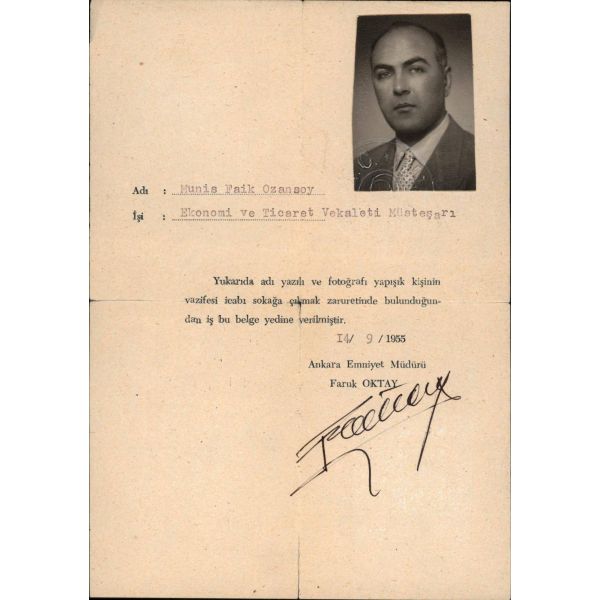 Adı : Munis Faik Ozansoy
İşi : Ekonomi ve Ticaret Vekaleti Müsteşarı
Yukarıda adı yazılı ve fotoğrafı yapışık kişinin
vazifesi icabı sokağa çıkmak zaruretinde bulunduğun-
dan iş bu belge yedine verilmiştir.
14/ 9 / 1955
Ankara Emniyet Müdürü
Faruk OKTAY